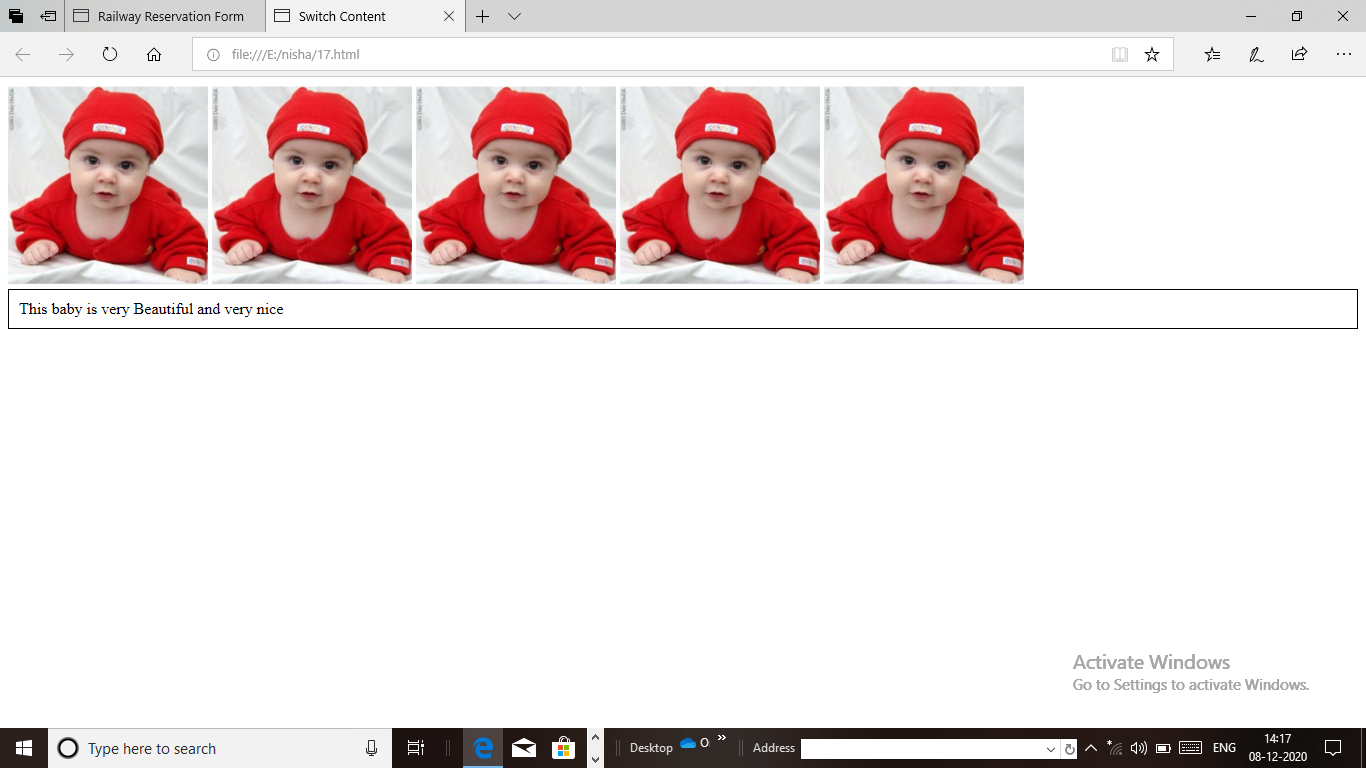 Railway Reservation Form
Switch Content
file:///E:/nisha/17.html
This baby is very Beautiful and very nice
Activate Windows
Go to Settings to activate Windows.
Type here to search
Desktop
O
Address
ENG
14:17
08-12-2020